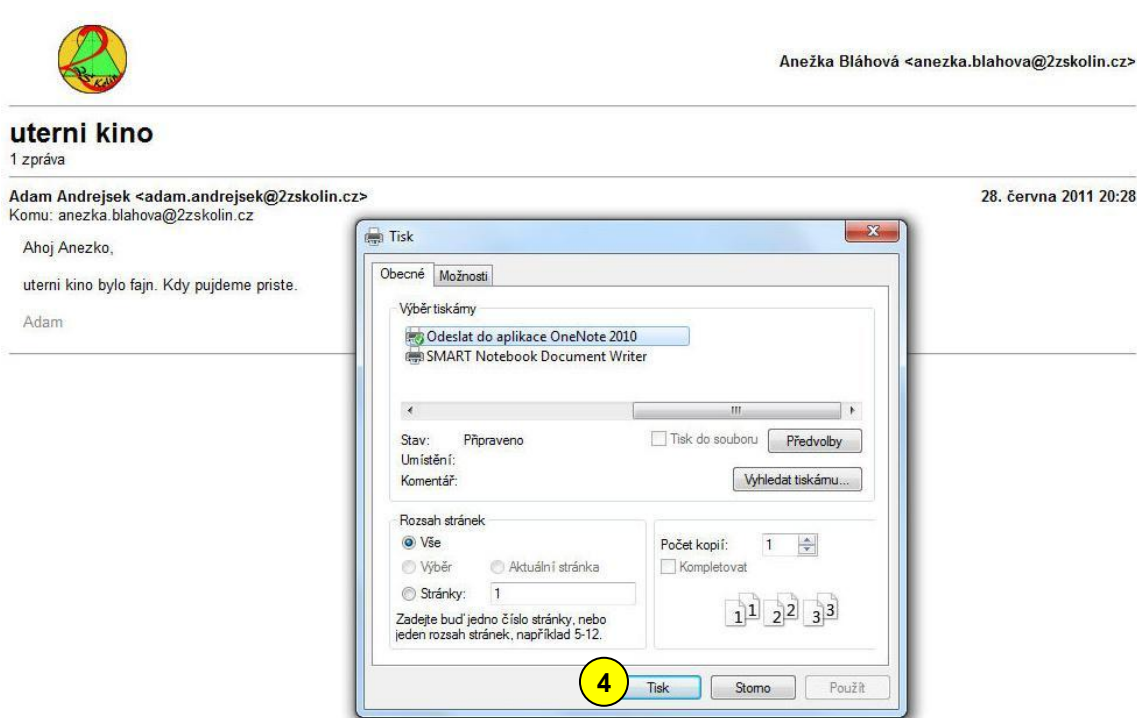 2
2zš Kolín
Anežka Bláhová <anezka.blahova@2zskolin.cz>
uterni kino
1 zpráva
Adam Andrejsek <adam.andrejsek@2zskolin.cz>
28. června 2011 20:28
Komu: anezka.blahova@2zskolin.cz
Ahoj Anezko,
uterni kino bylo fajn. Kdy pujdeme priste.
Adam
Tisk
Obecné
Možnosti
Výběr tiskárny
Odeslat do aplikace OneNote 2010
SMART Notebook Document Writer
Stav: Připraveno
Tisk do souboru
Předvolby
Umístění:
Komentář:
Vyhledat tiskárnu...
Rozsah stránek
Vše
Výběr
Aktuální stránka
Stránky: 1
Zadejte buď jedno číslo stránky, nebo
jeden rozsah stránek, například 5-12.
Počet kopií: 1
Kompletovat
1 1 2 2 3 3
4
Tisk
Storno
Použít